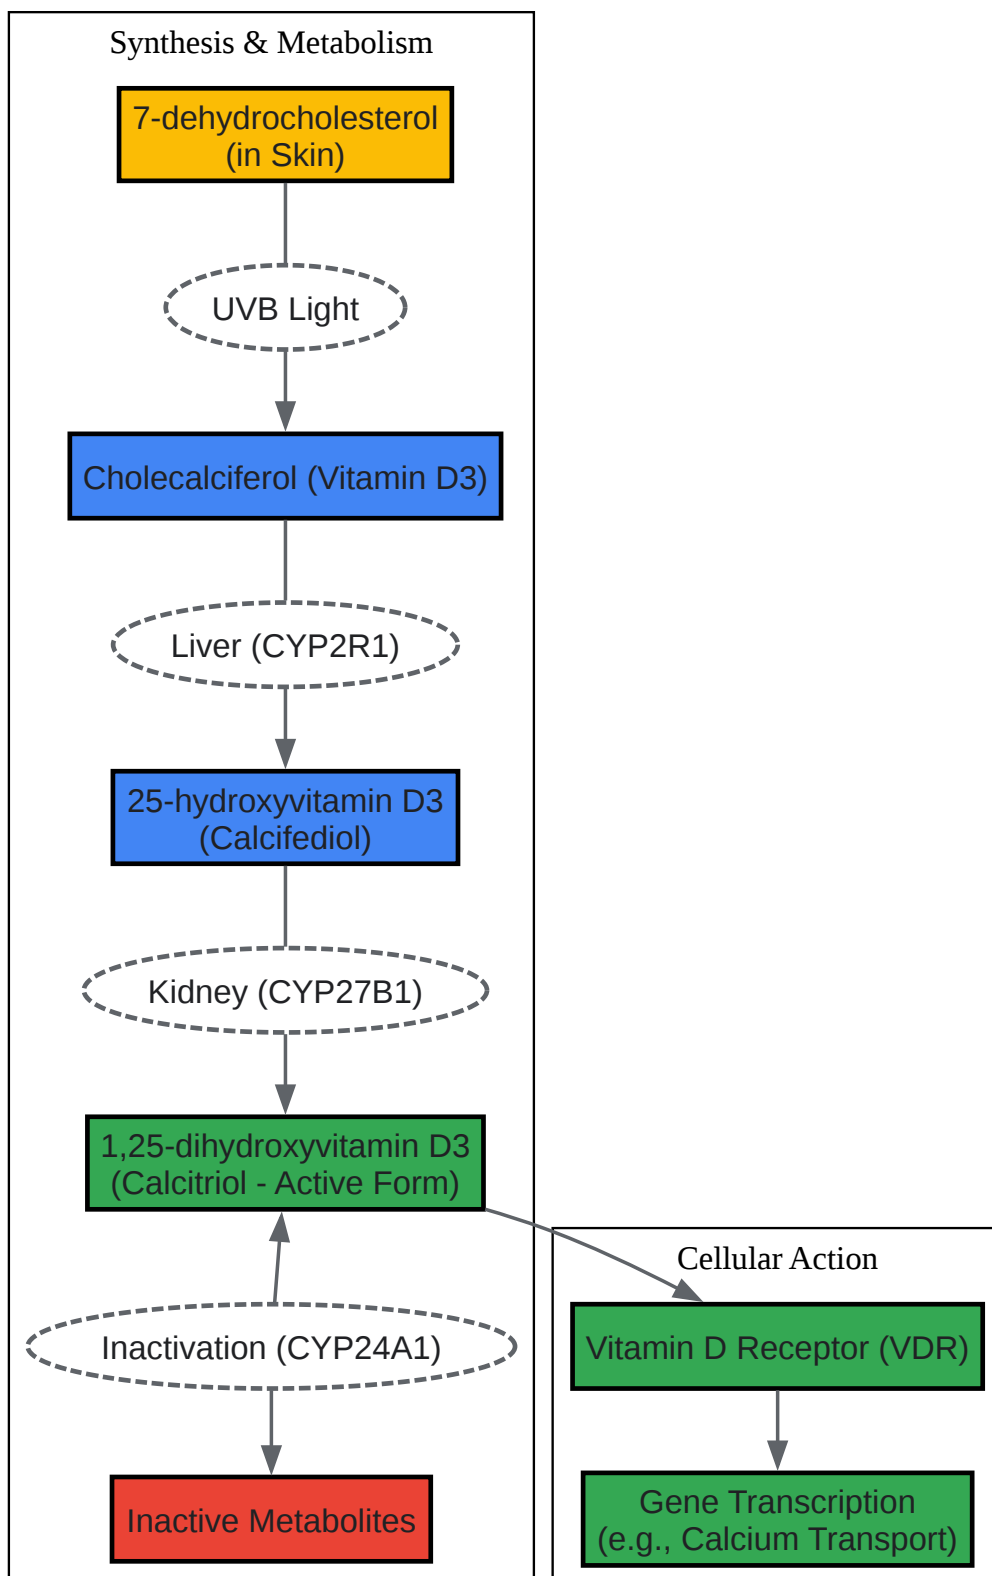 Synthesis & Metabolism
7-dehydrocholesterol
(in Skin)
UVB Light
Cholecalciferol (Vitamin D3)
Liver (CYP2R1)
25-hydroxyvitamin D3
(Calcifediol)
Kidney (CYP27B1)
1,25-dihydroxyvitamin D3
(Calcitriol - Active Form)
Inactivation (CYP24A1)
Inactive Metabolites
Cellular Action
Vitamin D Receptor (VDR)
Gene Transcription
(e.g., Calcium Transport)